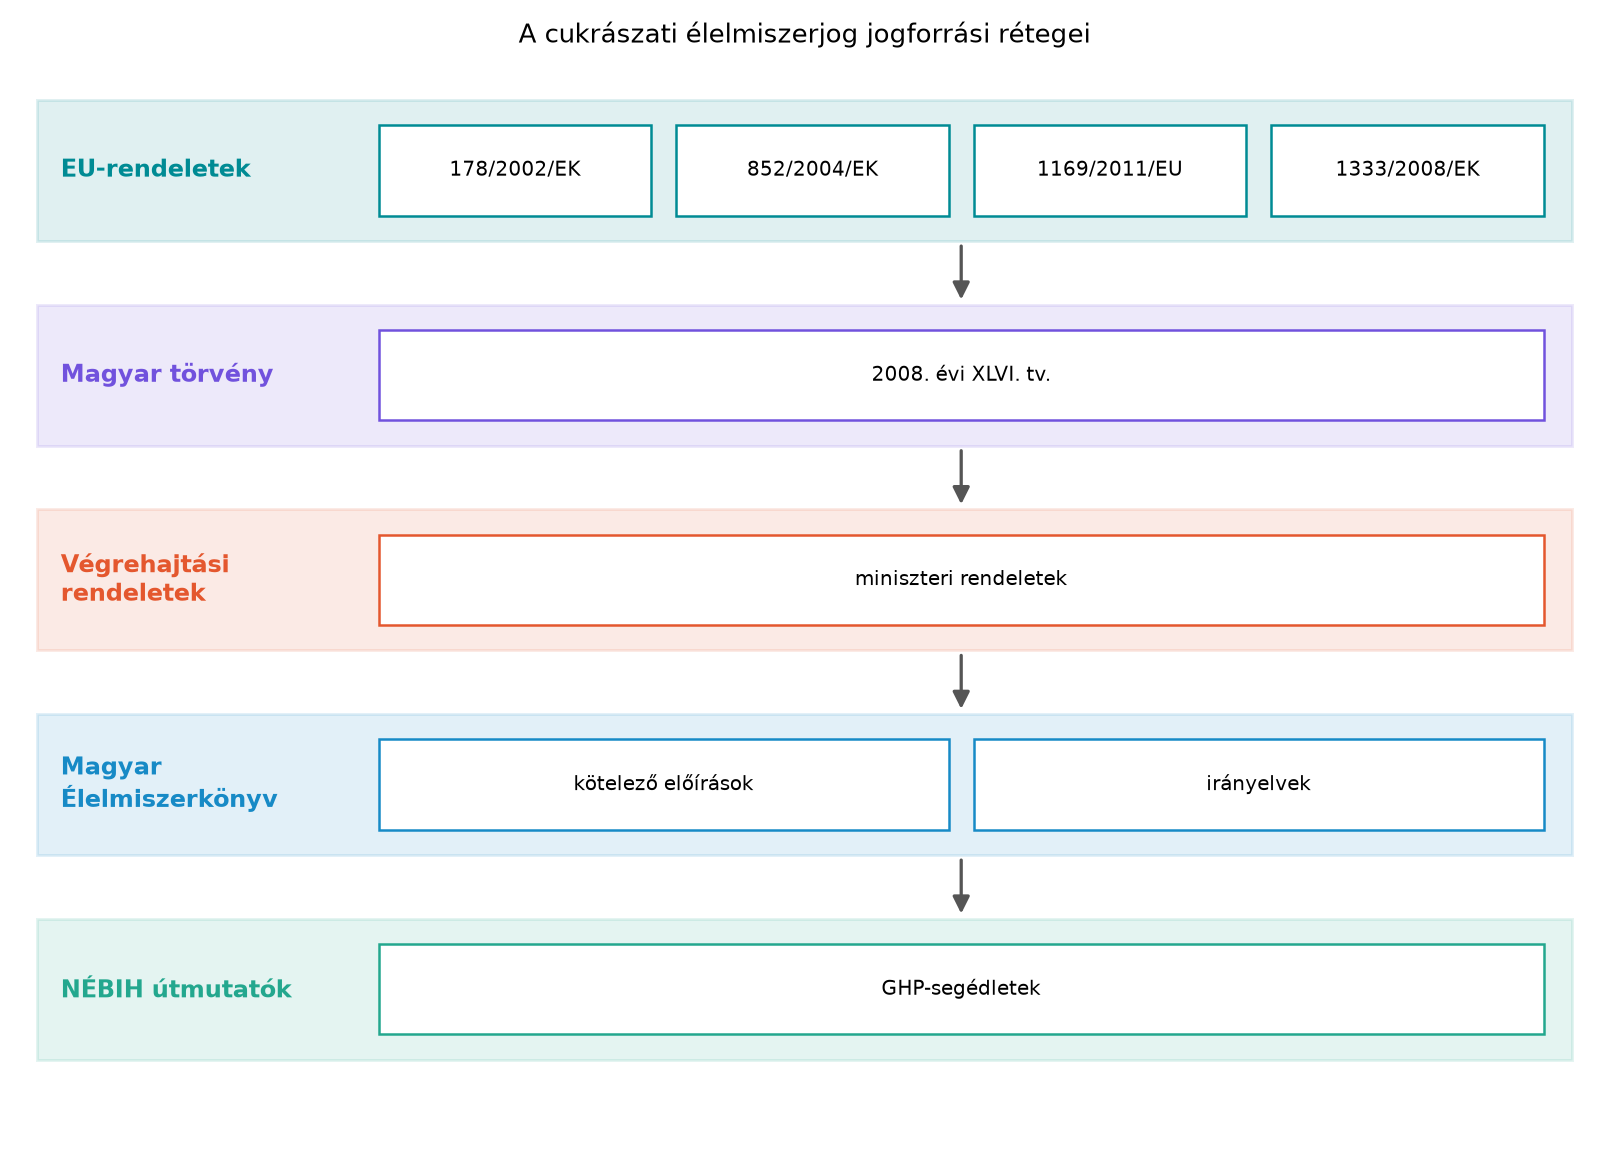 A cukrászati élelmiszerjog jogforrási rétegei
EU-rendeletek
178/2002/EK
852/2004/EK
1169/2011/EU
1333/2008/EK
Magyar törvény
2008. évi XLVI. tv.
Végrehajtási
rendeletek
miniszteri rendeletek
Magyar
Élelmiszerkönyv
kötelező előírások
irányelvek
NÉBIH útmutatók
GHP-segédletek